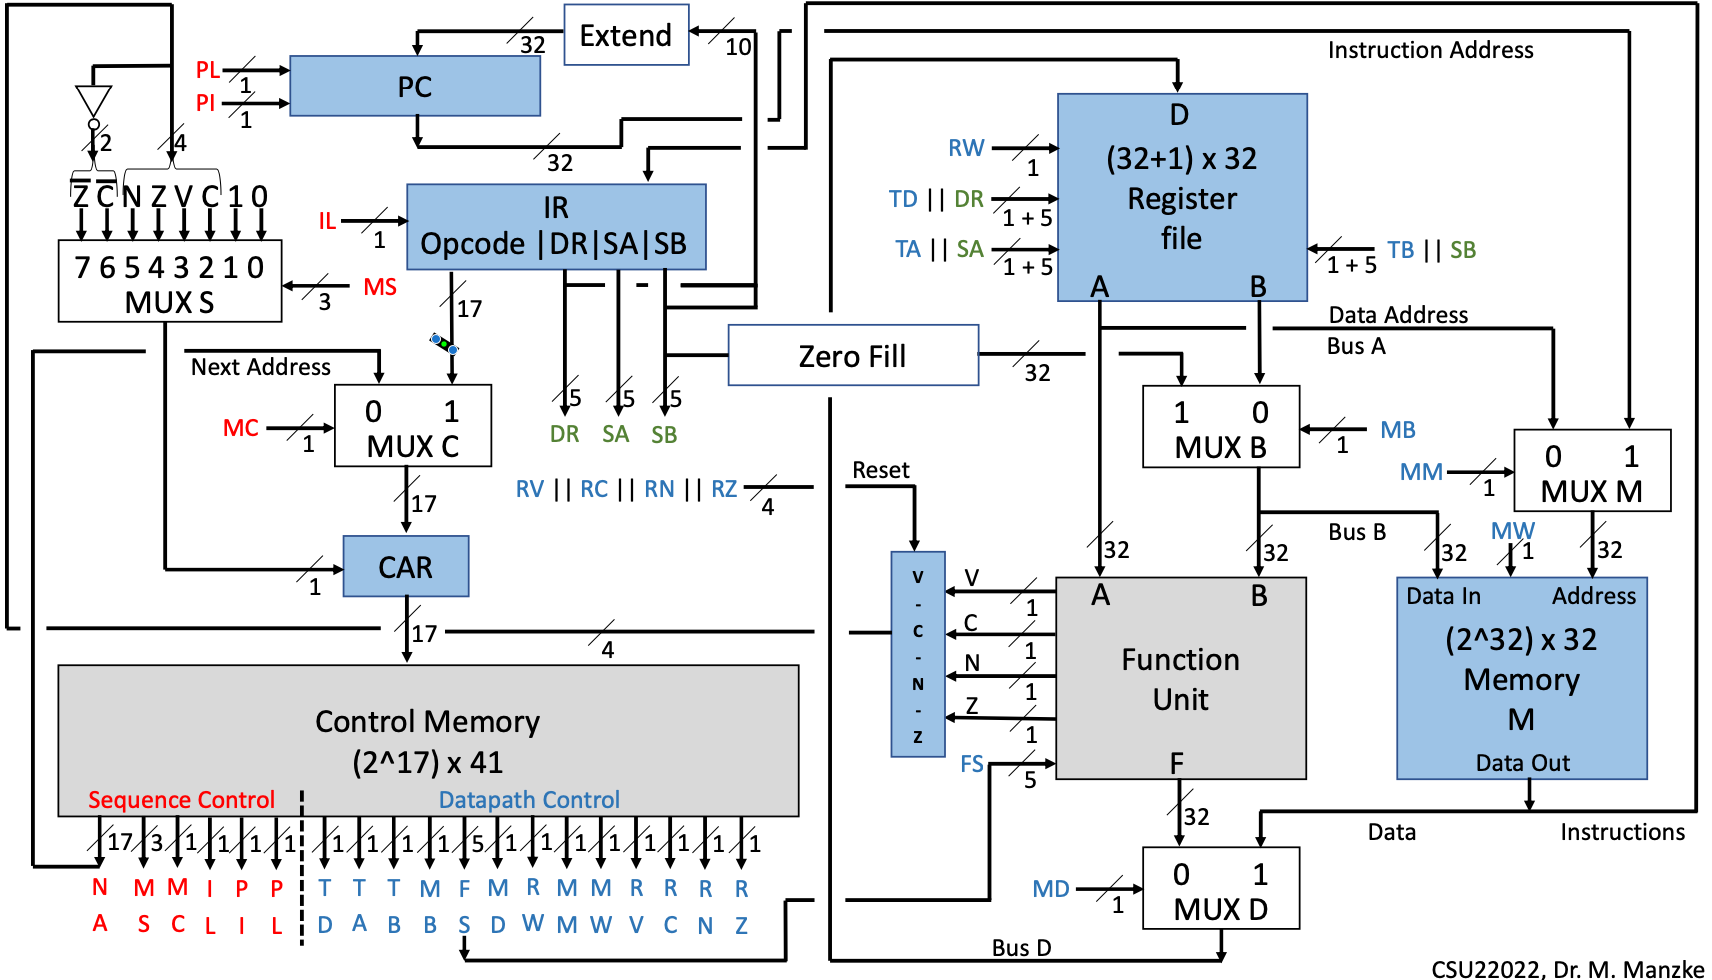 Extend
32
10
Instruction Address
PL
1
PI
1
PC
32
2
4
Z C N Z V C 1 0
7 6 5 4 3 2 1 0
MUX S
3
MS
IL
1
IR
Opcode |DR|SA|SB
17
D
(32+1) x 32
Register
file
A B
RW
1
TD || DR
1 + 5
TA || SA
1 + 5
TB || SB
1 + 5
Data Address
Bus A
Zero Fill
32
Next Address
0 1
MUX C
MC
1
5
5
5
DR SA SB
1 0
MUX B
MB
1
0 1
MUX M
MM
1
RV || RC || RN || RZ
4
Reset
17
CAR
1
17
4
32
32
Bus B
32
MW
1
32
V
-
C
-
N
-
Z
V
1
C
1
N
1
Z
1
FS
5
A B
Function
Unit
F
Data In Address
(2^32) x 32
Memory
M
Data Out
Control Memory
(2^17) x 41
Sequence Control Datapath Control
17 3 1 1 1 1 1 1 1 1 5 1 1 1 1 1 1 1 1
N M M I P P T T T M F M R M M R R R R
A S C L I L D A B B S D W M W V C N Z
32
Data
Instructions
0 1
MUX D
MD
1
Bus D
CSU22022, Dr. M. Manzke